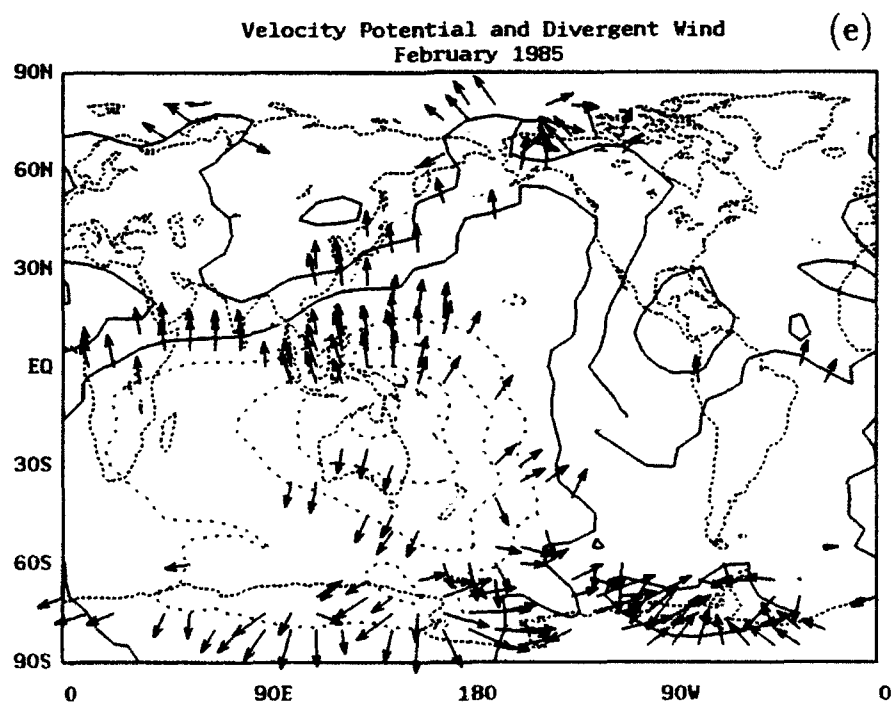 Velocity Potential and Divergent Wind (e)
February 1985
90N
60N
30N
EQ
30S
60S
90S
0 90E 180 90W 0